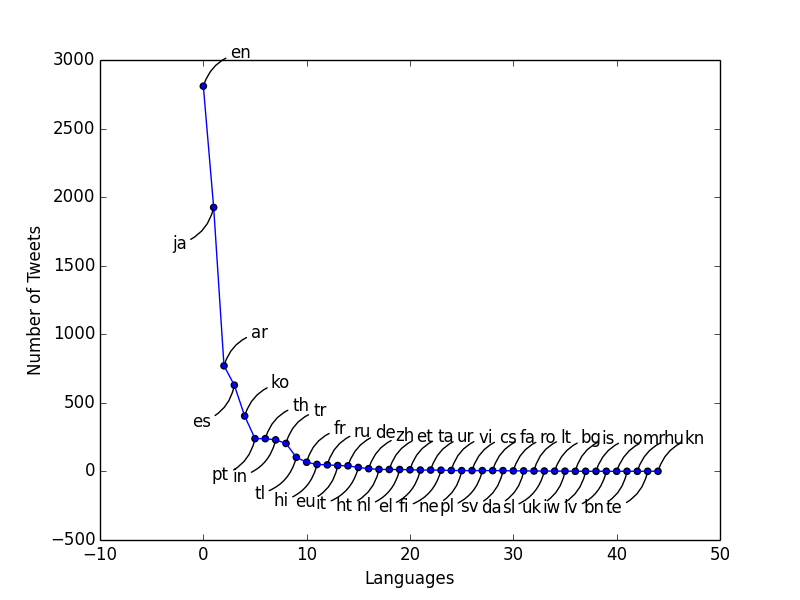 3000
2500
2000
1500
1000
500
0
−500
−10
0
10
20
30
40
50
Number of Tweets
Languages
en
ja
ar
es
ko
pt
th
in
tr
tl
fr
hi
ru
eu
it
de
ht
zh
nl
et
el
ta
fi
ur
ne
vi
pl
cs
sv
fa
da
ro
sl
lt
uk
bg
iw
is
lv
no
bn
mr
te
hu
kn